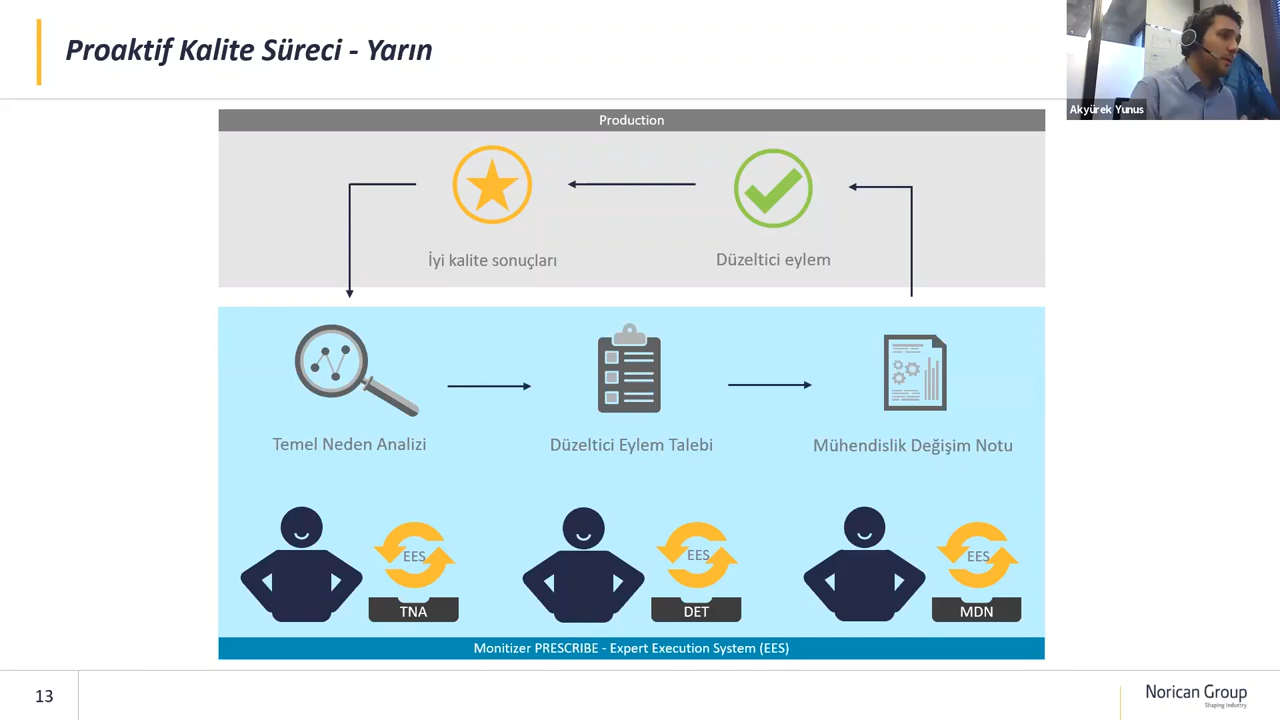 Proaktif Kalite Süreci - Yarın
Akyürek Yunus
Production
İyi kalite sonuçları
Düzeltici eylem
Temel Neden Analizi
Düzeltici Eylem Talebi
Mühendislik Değişim Notu
EES
EES
EES
TNA
DET
MDN
Monitizer PRESCRIBE - Expert Execution System (EES)
13
Norican Group
Shaping Industry